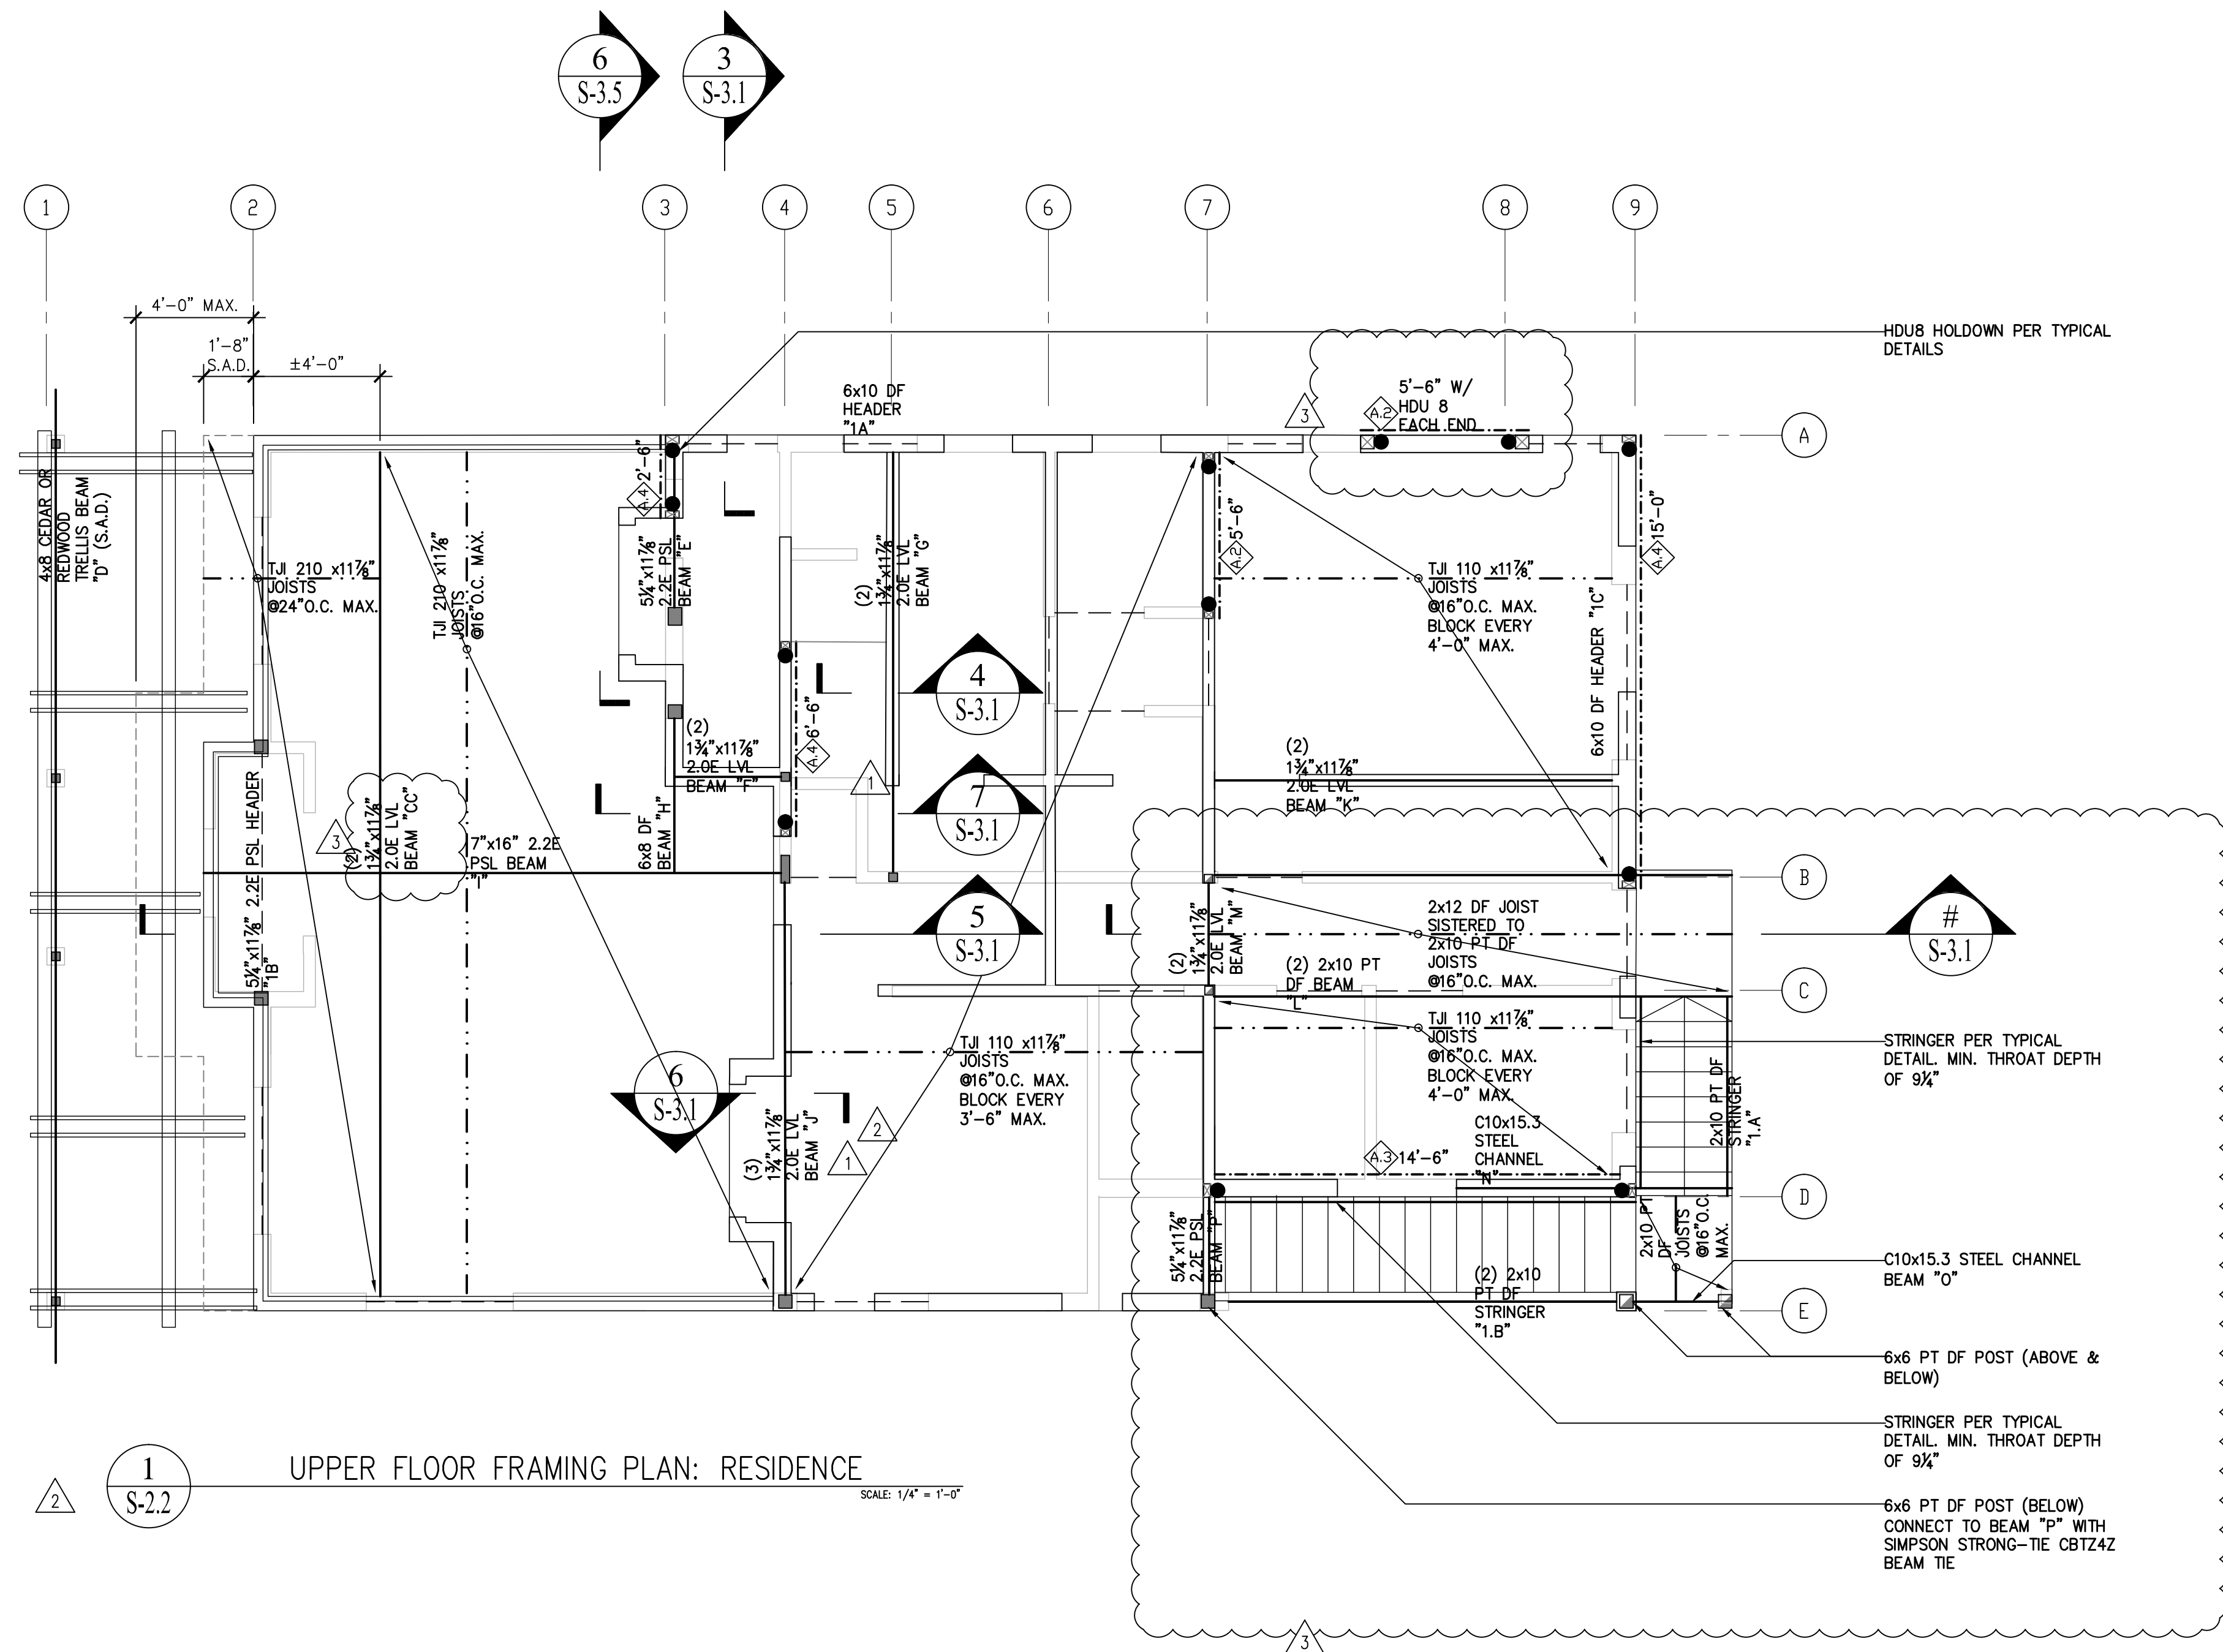 6
S-3.5
3
S-3.1
1
2
3
4
5
6
7
8
9
4'-0" MAX.
1'-8"
S.A.D.
±4'-0"
HDU8 HOLDOWN PER TYPICAL
DETAILS
6x10 DF
HEADER
"1A"
3
A.2
5'-6" W/
HDU 8
EACH END
A
4x8 CEDAR OR
REDWOOD
TRELLIS BEAM
"D" (S.A.D.)
TJI 210 x11⅞"
JOISTS
@24"O.C. MAX.
TJI 210 x11⅞"
JOISTS
@16"O.C. MAX.
A.4
2'-6"
5¼"x11⅞"
2.2E PSL
BEAM "E"
(2)
1¾"x11⅞"
2.0E LVL
BEAM "G"
A.2
5'-6"
TJI 110 x11⅞"
JOISTS
@16"O.C. MAX.
BLOCK EVERY
4'-0" MAX.
6x10 DF HEADER "1C"
A.4
15'-0"
4
S-3.1
(2)
1¾"x11⅞"
2.0E LVL
BEAM "F"
A.4
6'-6"
1
7
S-3.1
(2)
1¾"x11⅞"
2.0E LVL
BEAM "K"
5¼"x11⅞" 2.2E PSL HEADER
"1B"
3
(2)
1¾"x11⅞"
2.0E LVL
BEAM "CC"
7"x16" 2.2E
PSL BEAM
"I"
6x8 DF
BEAM "H"
B
5
S-3.1
(2)
1¾"x11⅞"
2.0E LVL
BEAM "M"
2x12 DF JOIST
SISTERED TO
2x10 PT DF
JOISTS
@16"O.C. MAX.
#
S-3.1
(2) 2x10 PT
DF BEAM
"L"
C
TJI 110 x11⅞"
JOISTS
@16"O.C. MAX.
BLOCK EVERY
4'-0" MAX.
TJI 110 x11⅞"
JOISTS
@16"O.C. MAX.
BLOCK EVERY
3'-6" MAX.
STRINGER PER TYPICAL
DETAIL. MIN. THROAT DEPTH
OF 9¼"
6
S-3.1
(3)
1¾"x11⅞"
2.0E LVL
BEAM "J"
2
1
A.3
14'-6"
C10x15.3
STEEL
CHANNEL
"N"
2x10 PT DF
STRINGER
"1.A"
D
5¼"x11⅞"
2.2E PSL
BEAM "P"
2x10 PT
DF
JOISTS
@16"O.C.
MAX.
C10x15.3 STEEL CHANNEL
BEAM "O"
(2) 2x10
PT DF
STRINGER
"1.B"
E
6x6 PT DF POST (ABOVE &
BELOW)
STRINGER PER TYPICAL
DETAIL. MIN. THROAT DEPTH
OF 9¼"
6x6 PT DF POST (BELOW)
CONNECT TO BEAM "P" WITH
SIMPSON STRONG-TIE CBTZ4Z
BEAM TIE
2
1
S-2.2
UPPER FLOOR FRAMING PLAN: RESIDENCE
SCALE: 1/4" = 1'-0"
3